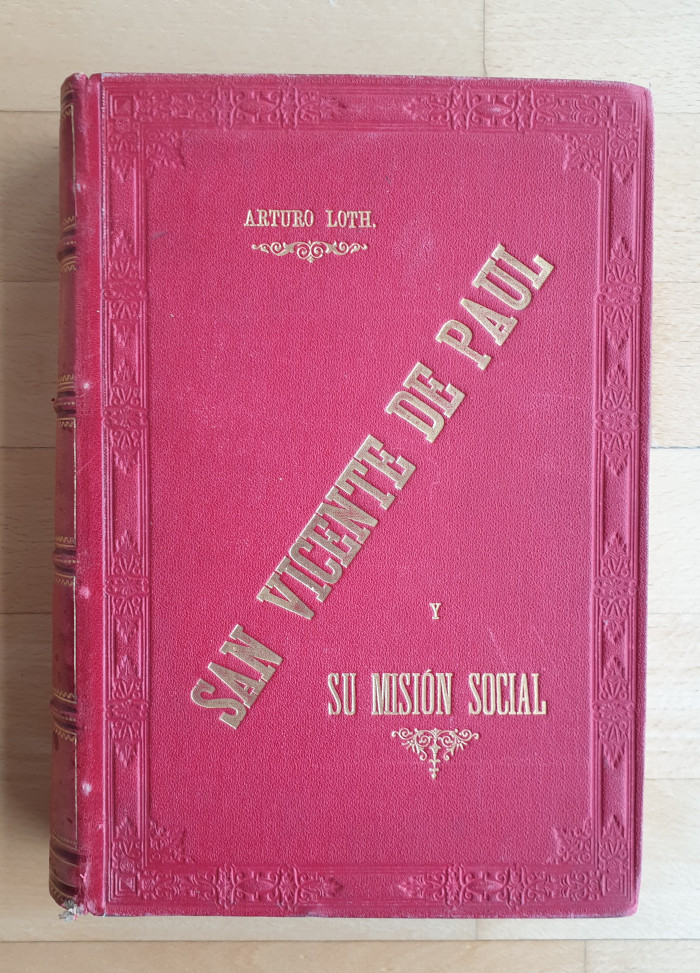 ARTURO LOTH.
SAN VICENTE DE PAUL
Y
SU MISIÓN SOCIAL